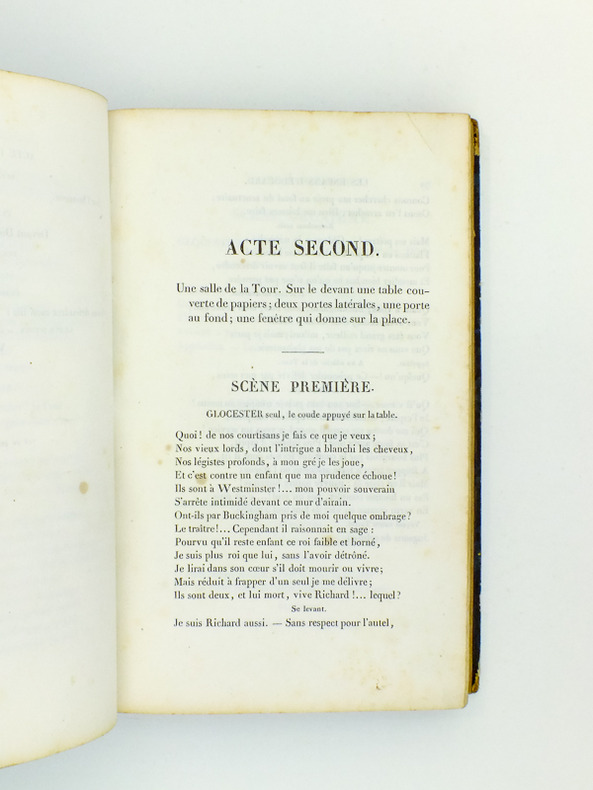 ACTE SECOND.
Une salle de la Tour. Sur le devant une table cou-
verte de papiers; deux portes latérales, une porte
au fond; une fenêtre qui donne sur la place.
SCÈNE PREMIÈRE.
GLOCESTER seul, le coude appuyé sur la table.
Quoi! de nos courtisans je fais ce que je veux;
Nos vieux lords, dont l'intrigue a blanchi les cheveux,
Nos légistes profonds, à mon gré je les joue,
Et c'est contre un enfant que ma prudence échoue!
Ils sont à Westminster!... mon pouvoir souverain
S'arrête intimidé devant ce mur d'airain.
Ont-ils par Buckingham pris de moi quelque ombrage?
Le traître!... Cependant il raisonnait en sage:
Pourvu qu'il reste enfant ce roi faible et borné,
Je suis plus roi que lui, sans l'avoir détrôné.
Je lirai dans son cœur s'il doit mourir ou vivre;
Mais réduit à frapper d'un seul je me délivre;
Ils sont deux, et lui mort, vive Richard!... lequel?
Se levant.
Je suis Richard aussi. — Sans respect pour l'autel,